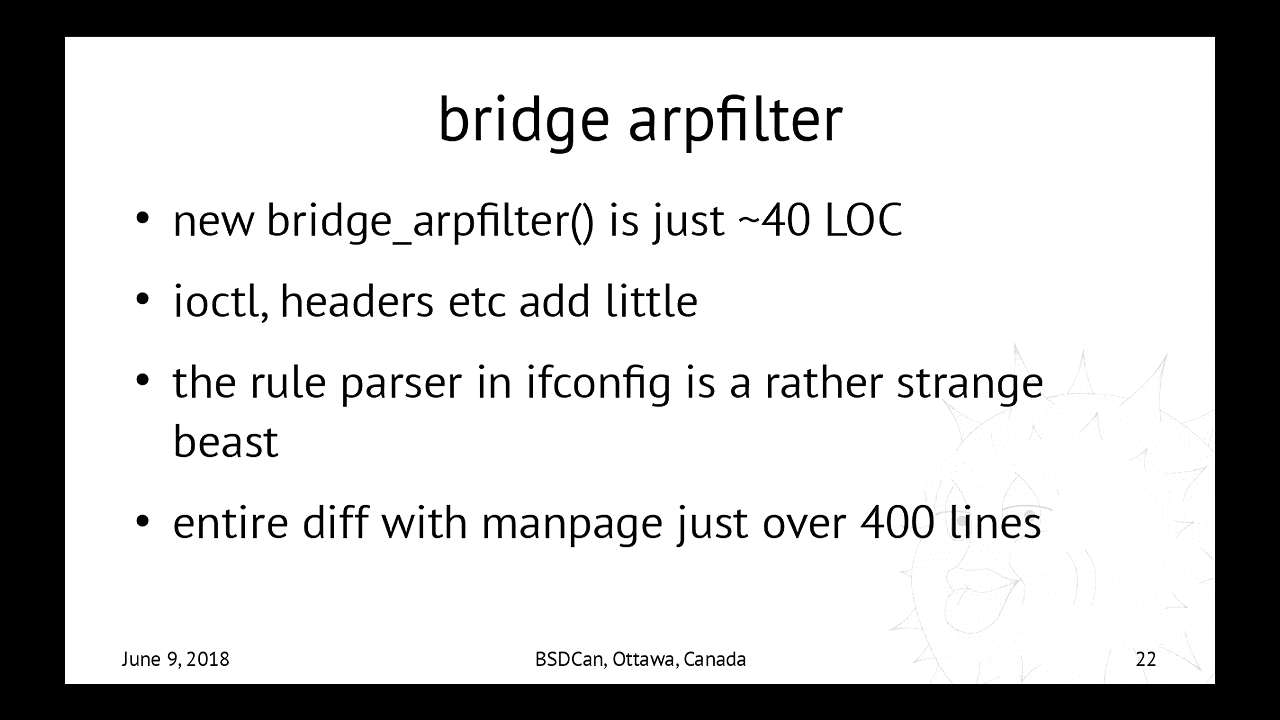 bridge arpfilter
• new bridge_arpfilter() is just ~40 LOC
• ioctl, headers etc add little
• the rule parser in ifconfig is a rather strange
beast
• entire diff with manpage just over 400 lines
June 9, 2018
BSDCan, Ottawa, Canada
22